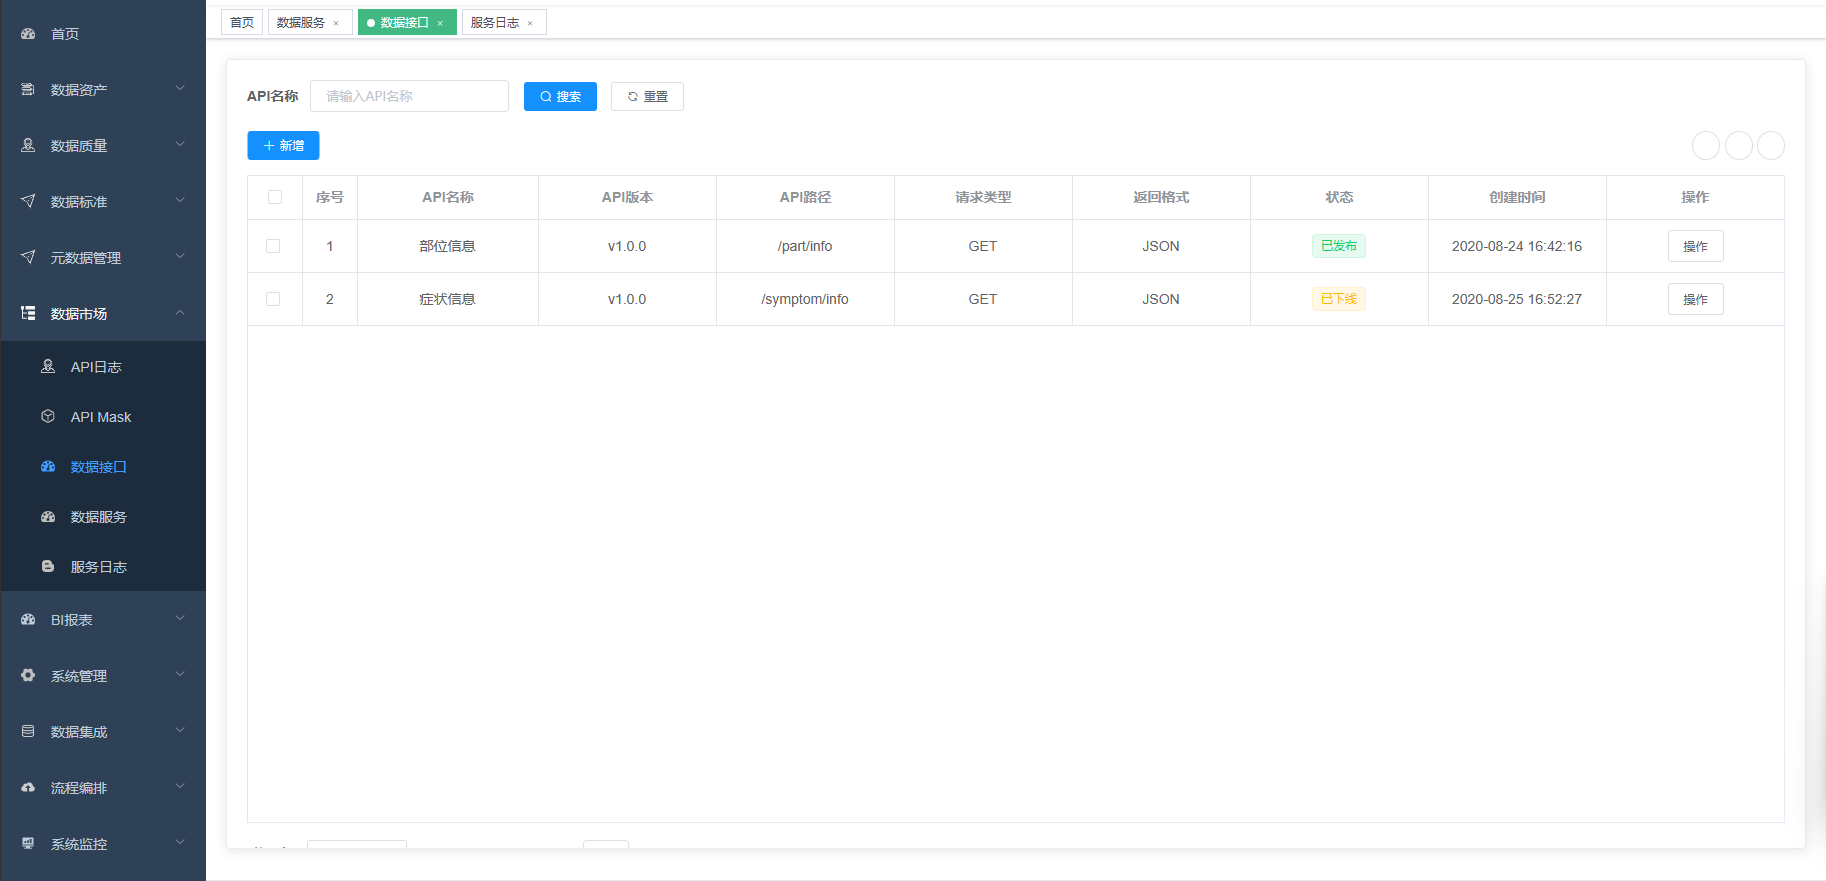 首页
数据资产
数据质量
数据标准
元数据管理
数据市场
API日志
API Mask
数据接口
数据服务
服务日志
BI报表
系统管理
数据集成
流程编排
系统监控
首页 数据服务 × 数据接口 × 服务日志 ×
API名称 请输入API名称 搜索 重置
新增
序号 API名称 API版本 API路径 请求类型 返回格式 状态 创建时间 操作
1 部位信息 v1.0.0 /part/info GET JSON 已发布 2020-08-24 16:42:16 操作
2 症状信息 v1.0.0 /symptom/info GET JSON 已下线 2020-08-25 16:52:27 操作